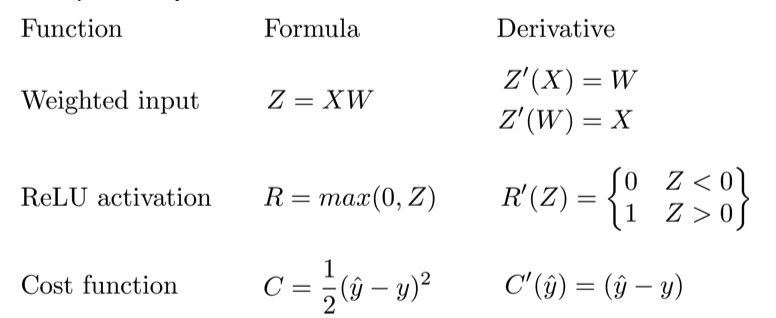 Function Formula Derivative
Weighted input Z = XW Z′(X) = W
Z′(W) = X
ReLU activation R = max(0, Z) R′(Z) = {0 Z < 0
1 Z > 0}
Cost function C = 1/2(ŷ − y)² C′(ŷ) = (ŷ − y)